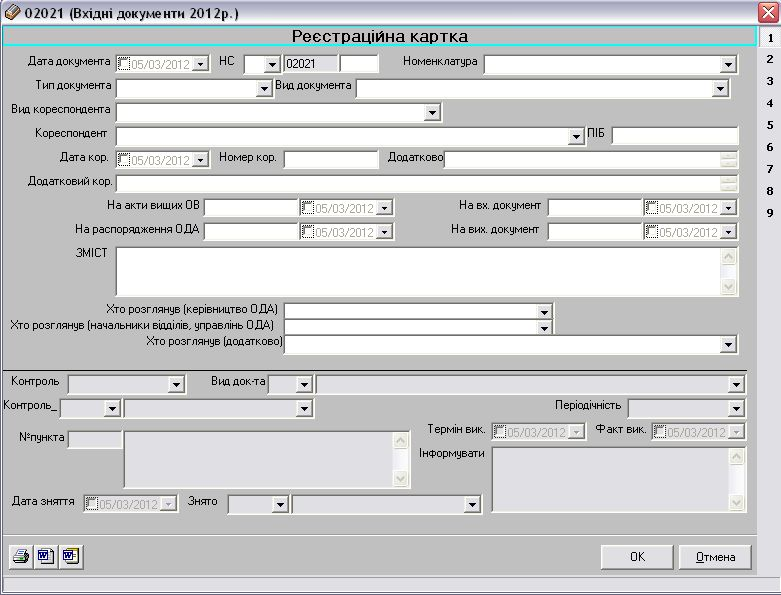 02021 (Вхідні документи 2012р.)
Реєстраційна картка 1
Дата документа 05/03/2012 НС 02021 Номенклатура 2
Тип документа Вид документа 3
Вид кореспондента 4
Кореспондент ПІБ 5
Дата кор. 05/03/2012 Номер кор. Додатково 6
Додатковий кор. 7
На акти вищих ОВ 05/03/2012 На вх. документ 05/03/2012 8
На распорядження ОДА 05/03/2012 На вих. документ 05/03/2012 9
ЗМІСТ
Хто розглянув (керівництво ОДА)
Хто розглянув (начальники відділів, управлінь ОДА)
Хто розглянув (додатково)
Контроль Вид док-та
Контроль_ Періодічність
№пункта Термін вик. 05/03/2012 Факт вик. 05/03/2012
Інформувати
Дата зняття 05/03/2012 Знято
OK Отмена